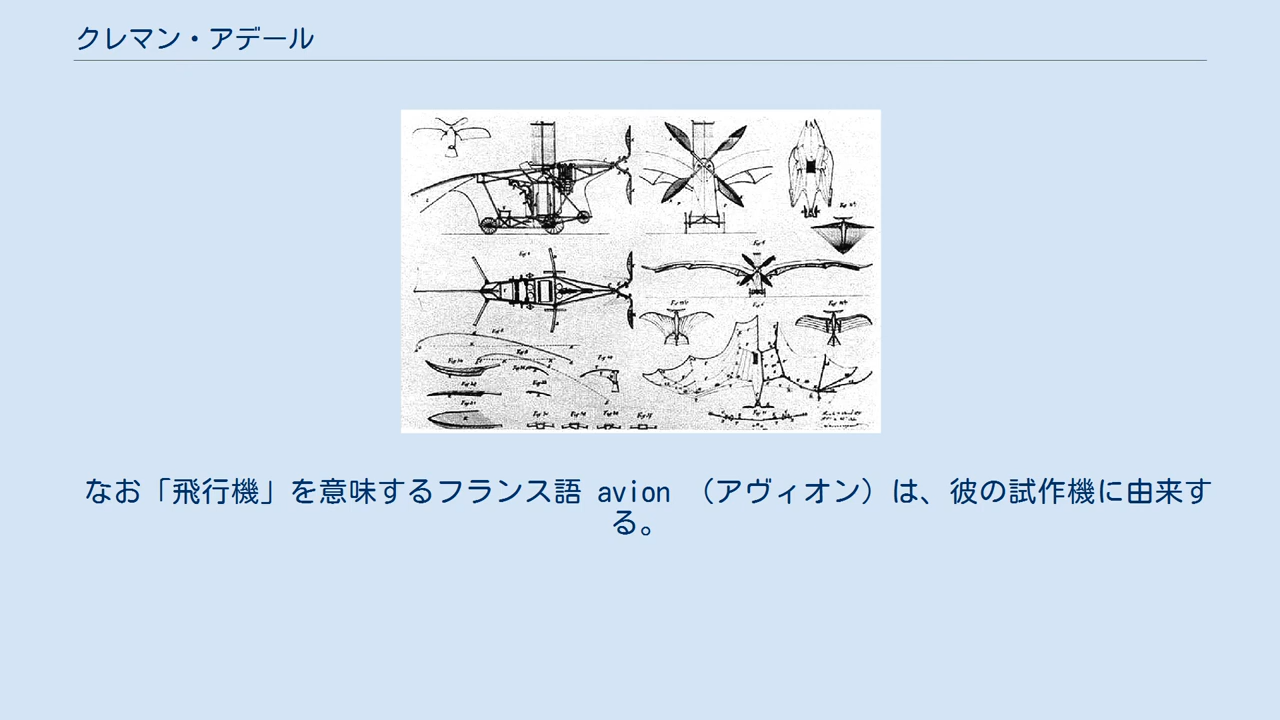 クレマン・アデール
なお「飛行機」を意味するフランス語 avion （アヴィオン）は、彼の試作機に由来す
る。